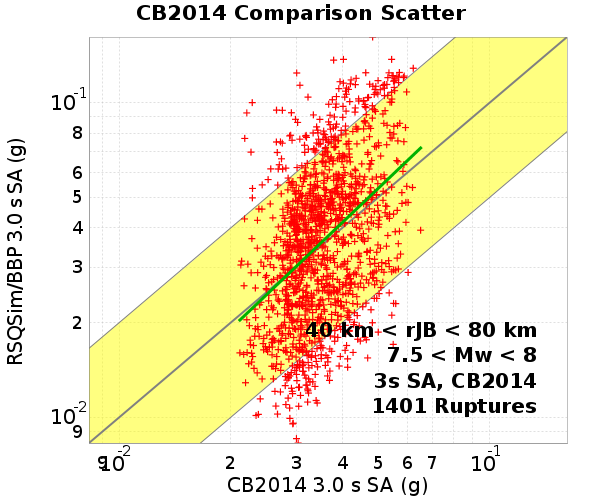 CB2014 Comparison Scatter
RSQSim/BBP 3.0 s SA (g)
10⁻¹
8
6
5
4
3
2
10⁻²
9
40 km < rJB < 80 km
7.5 < Mw < 8
3s SA, CB2014
1401 Ruptures
9 10⁻² 2 3 4 5 6 7 10⁻¹
CB2014 3.0 s SA (g)